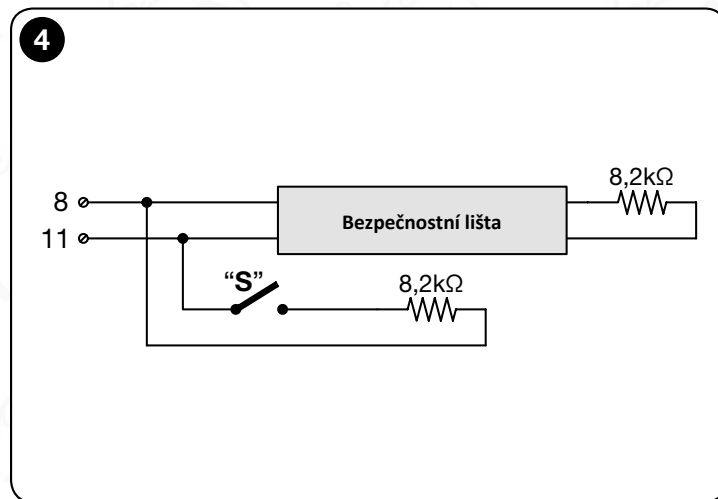 4
8,2kΩ
8
Bezpečnostní lišta
11
“S”
8,2kΩ